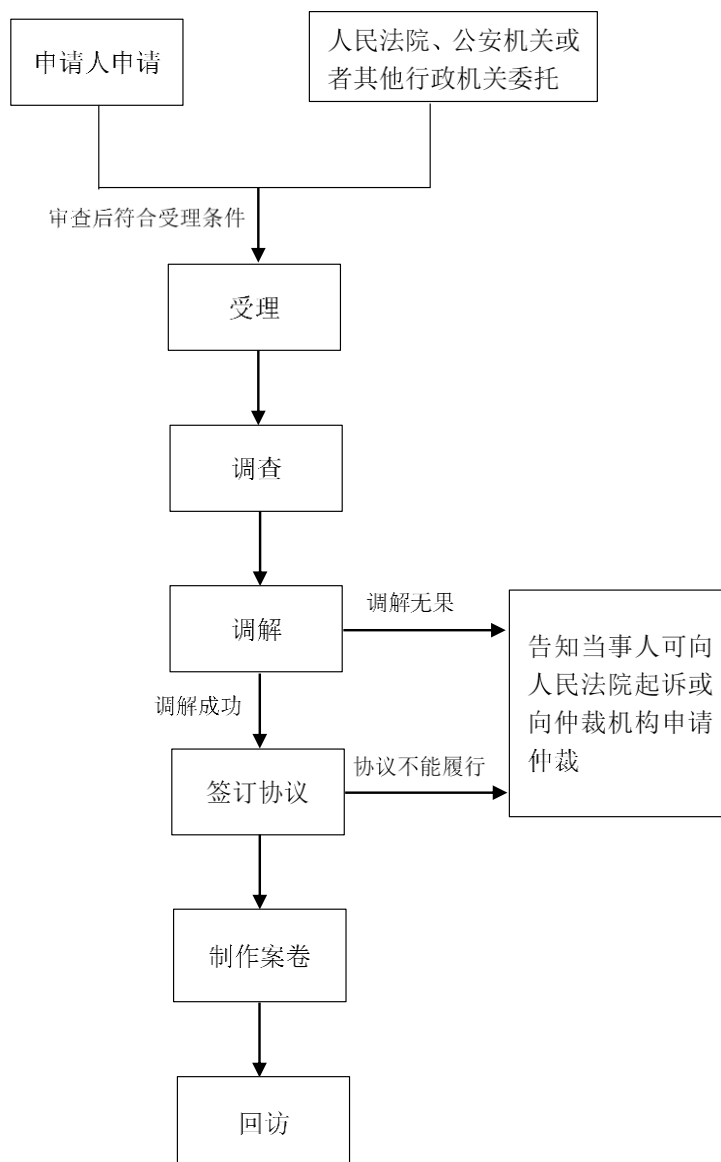 申请人申请
人民法院、公安机关或
者其他行政机关委托
审查后符合受理条件
受理
调查
调解
调解无果
告知当事人可向
人民法院起诉或
向仲裁机构申请
仲裁
调解成功
签订协议
协议不能履行
制作案卷
回访